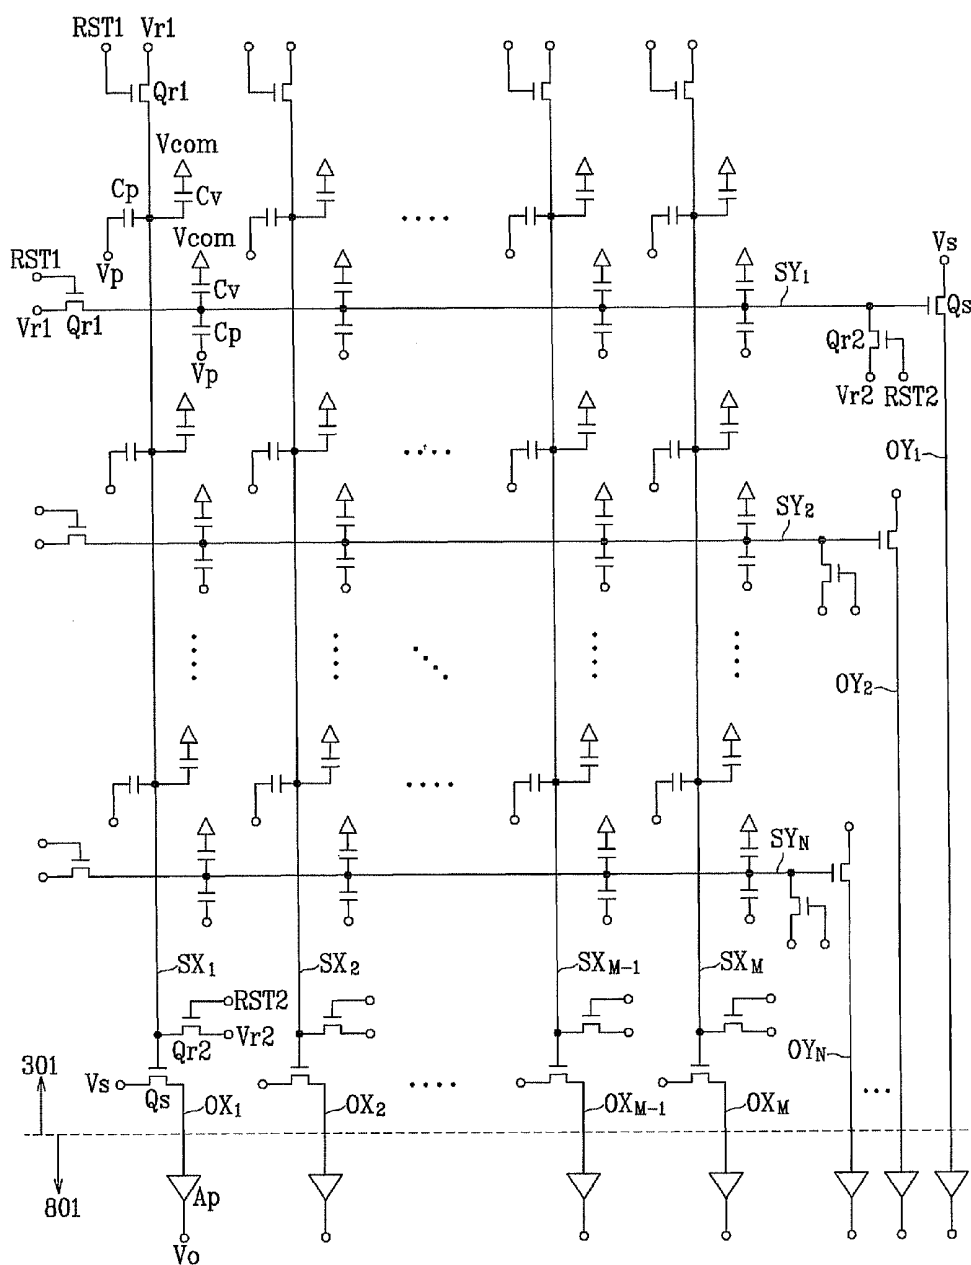 RST1 Vr1
Qr1
Vcom
Cp
Cv
Vp
Vcom
RST1
Cv
SY1
Vs
Vr1 Qr1
Cp
Qs
Vp
Qr2
Vr2 RST2
OY1
SY2
OY2
SYN
SX1
SX2
SXM-1
SXM
RST2
Vr2
Qr2
OYN
301
Vs
Qs
OX1
OX2
OXM-1
OXM
801
Ap
Vo